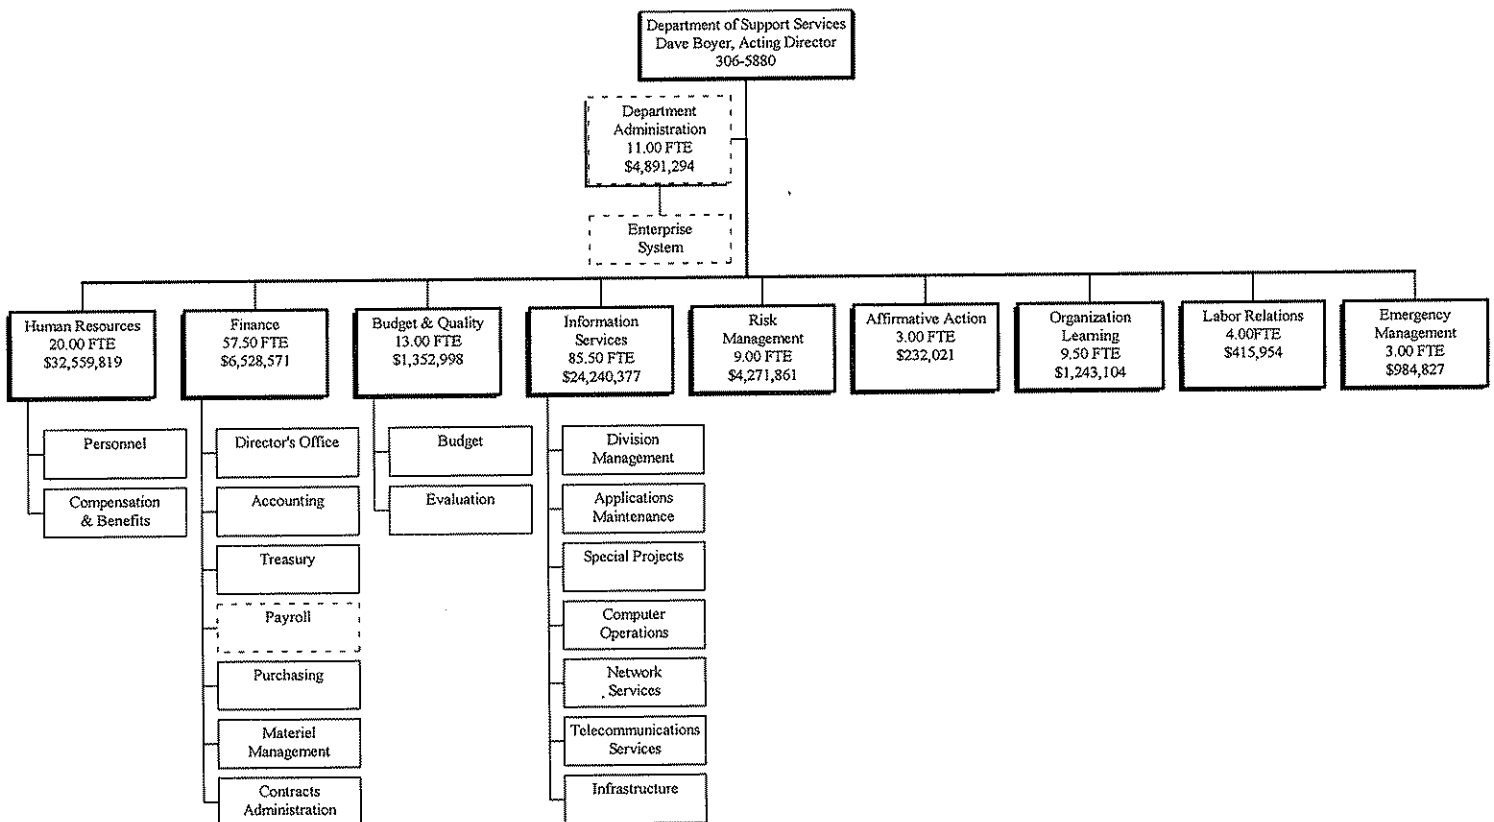 Department of Support Services
Dave Boyer, Acting Director
306-5880
Department
Administration
11.00 FTE
$4,891,294
Enterprise
System
Human Resources
20.00 FTE
$32,559,819
Finance
57.50 FTE
$6,528,571
Budget & Quality
13.00 FTE
$1,352,998
Information
Services
85.50 FTE
$24,240,377
Risk
Management
9.00 FTE
$4,271,861
Affirmative Action
3.00 FTE
$232,021
Organization
Learning
9.50 FTE
$1,243,104
Labor Relations
4.00FTE
$415,954
Emergency
Management
3.00 FTE
$984,827
Personnel
Compensation
& Benefits
Director's Office
Accounting
Treasury
Payroll
Purchasing
Materiel
Management
Contracts
Administration
Budget
Evaluation
Division
Management
Applications
Maintenance
Special Projects
Computer
Operations
Network
Services
Telecommunications
Services
Infrastructure